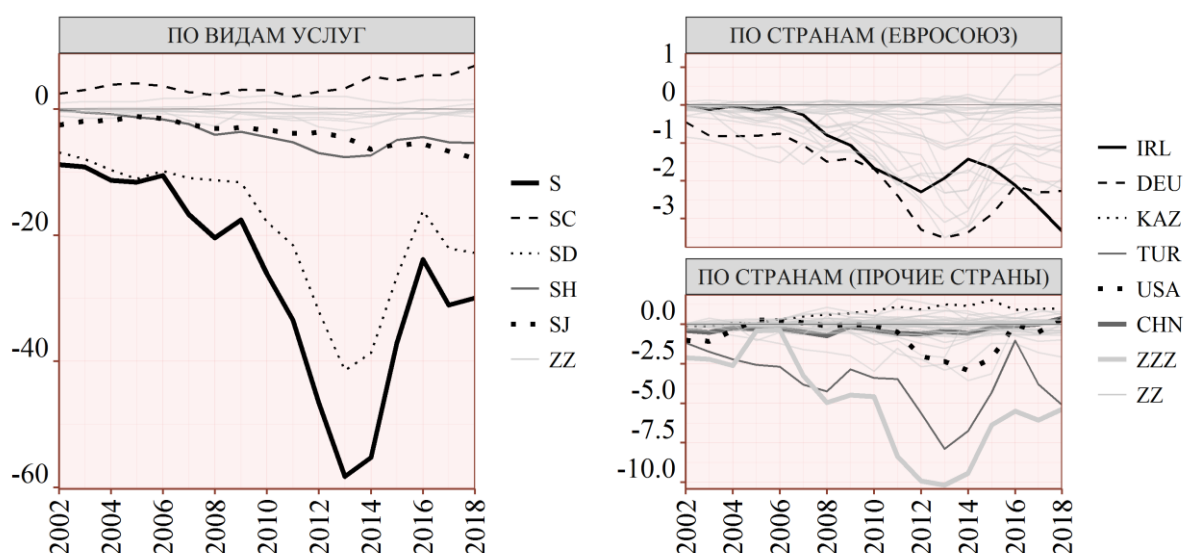 ПО ВИДАМ УСЛУГ
0
-20
-40
-60
2002
2004
2006
2008
2010
2012
2014
2016
2018
S
SC
SD
SH
SJ
ZZ
ПО СТРАНАМ (ЕВРОСОЮЗ)
1
0
-1
-2
-3
ПО СТРАНАМ (ПРОЧИЕ СТРАНЫ)
0.0
-2.5
-5.0
-7.5
-10.0
2002
2004
2006
2008
2010
2012
2014
2016
2018
IRL
DEU
KAZ
TUR
USA
CHN
ZZZ
ZZ